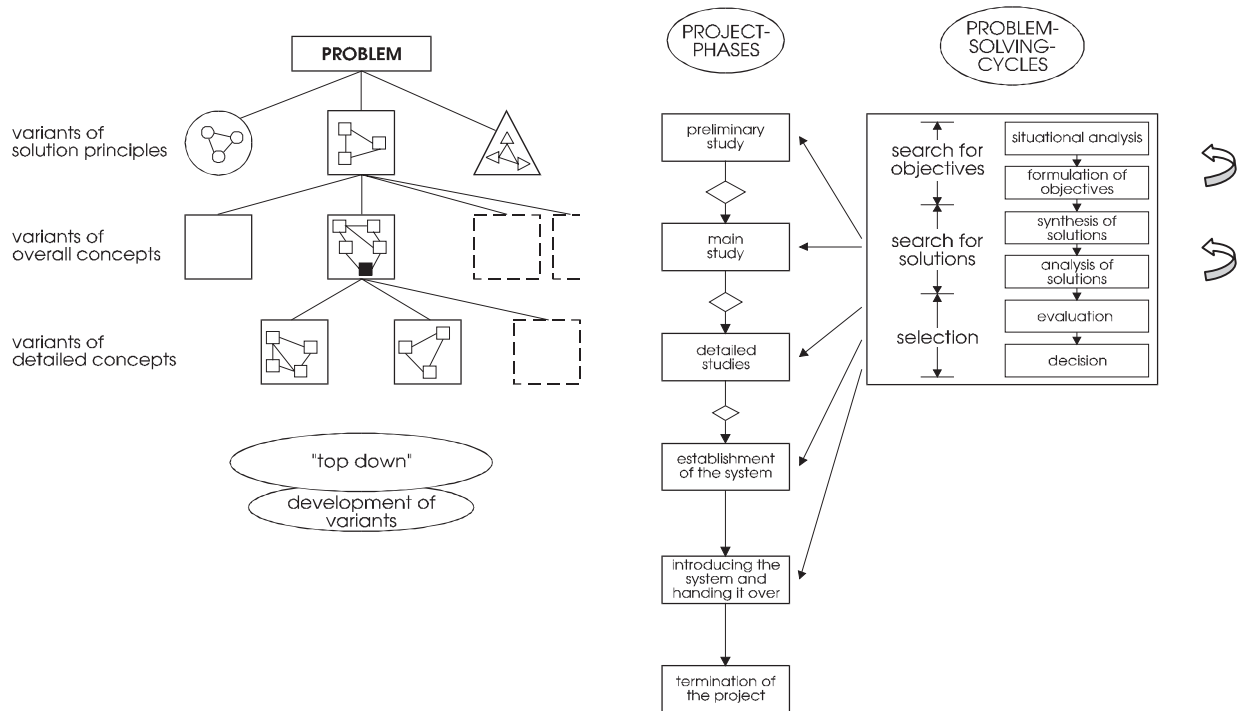 PROBLEM
variants of
solution principles
variants of
overall concepts
variants of
detailed concepts
"top down"
development of
variants
PROJECT-
PHASES
preliminary
study
main
study
detailed
studies
establishment
of the system
introducing the
system and
handing it over
termination of
the project
PROBLEM-
SOLVING-
CYCLES
search for
objectives
search for
solutions
selection
situational analysis
formulation of
objectives
synthesis of
solutions
analysis of
solutions
evaluation
decision